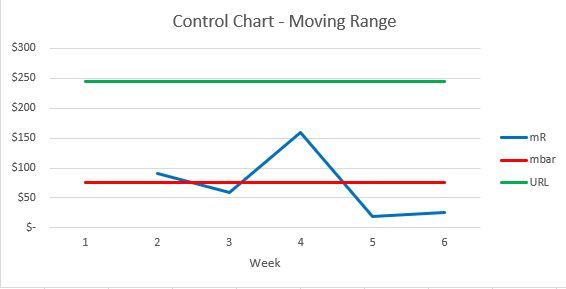 Control Chart - Moving Range
$300
$250
$200
$150
$100
$50
$-
1 2 3 4 5 6
Week
mR
mbar
URL